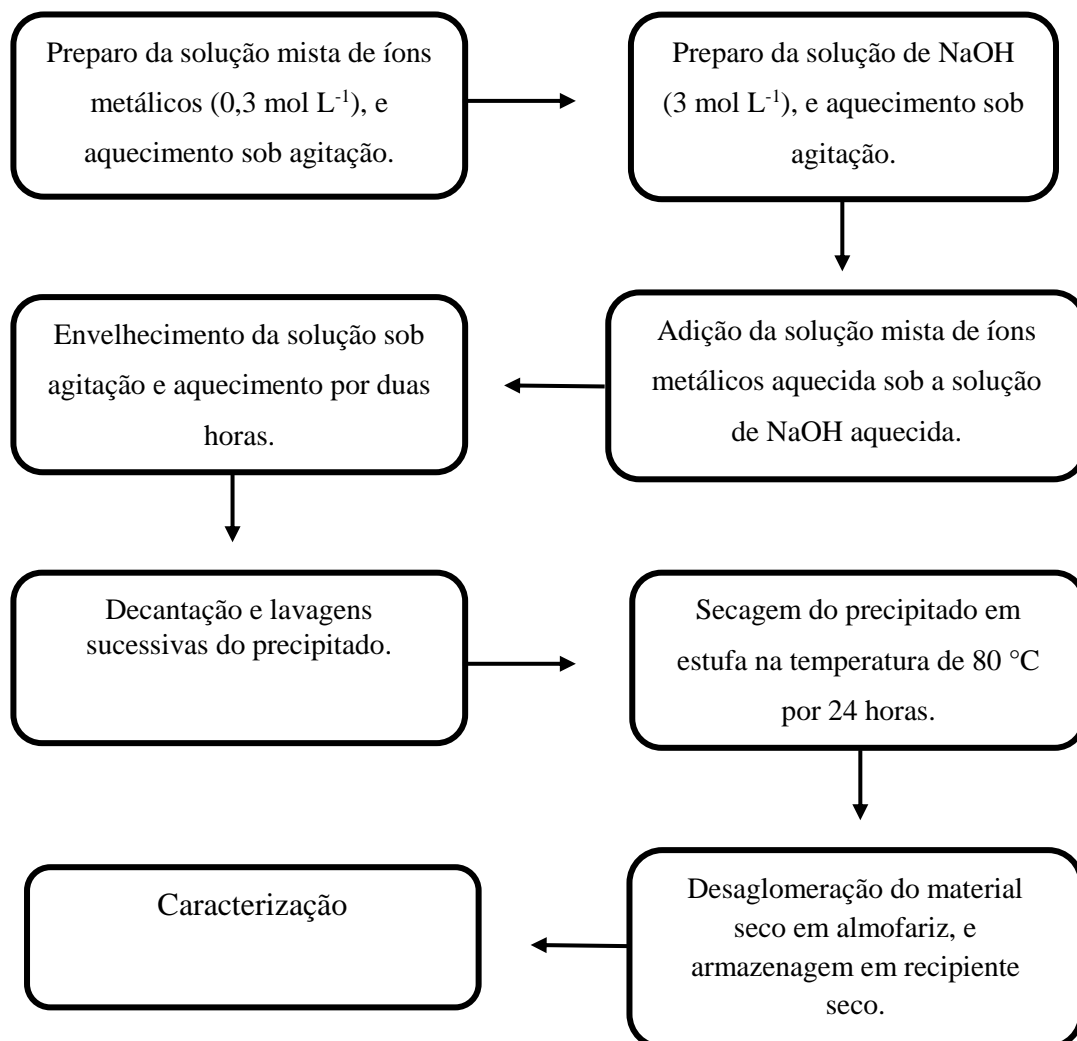 Preparo da solução mista de íons
metálicos (0,3 mol L⁻¹), e
aquecimento sob agitação.
Preparo da solução de NaOH
(3 mol L⁻¹), e aquecimento sob
agitação.
Adição da solução mista de íons
metálicos aquecida sob a solução
de NaOH aquecida.
Envelhecimento da solução sob
agitação e aquecimento por duas
horas.
Decantação e lavagens
sucessivas do precipitado.
Secagem do precipitado em
estufa na temperatura de 80 °C
por 24 horas.
Desaglomeração do material
seco em almofariz, e
armazenagem em recipiente
seco.
Caracterização